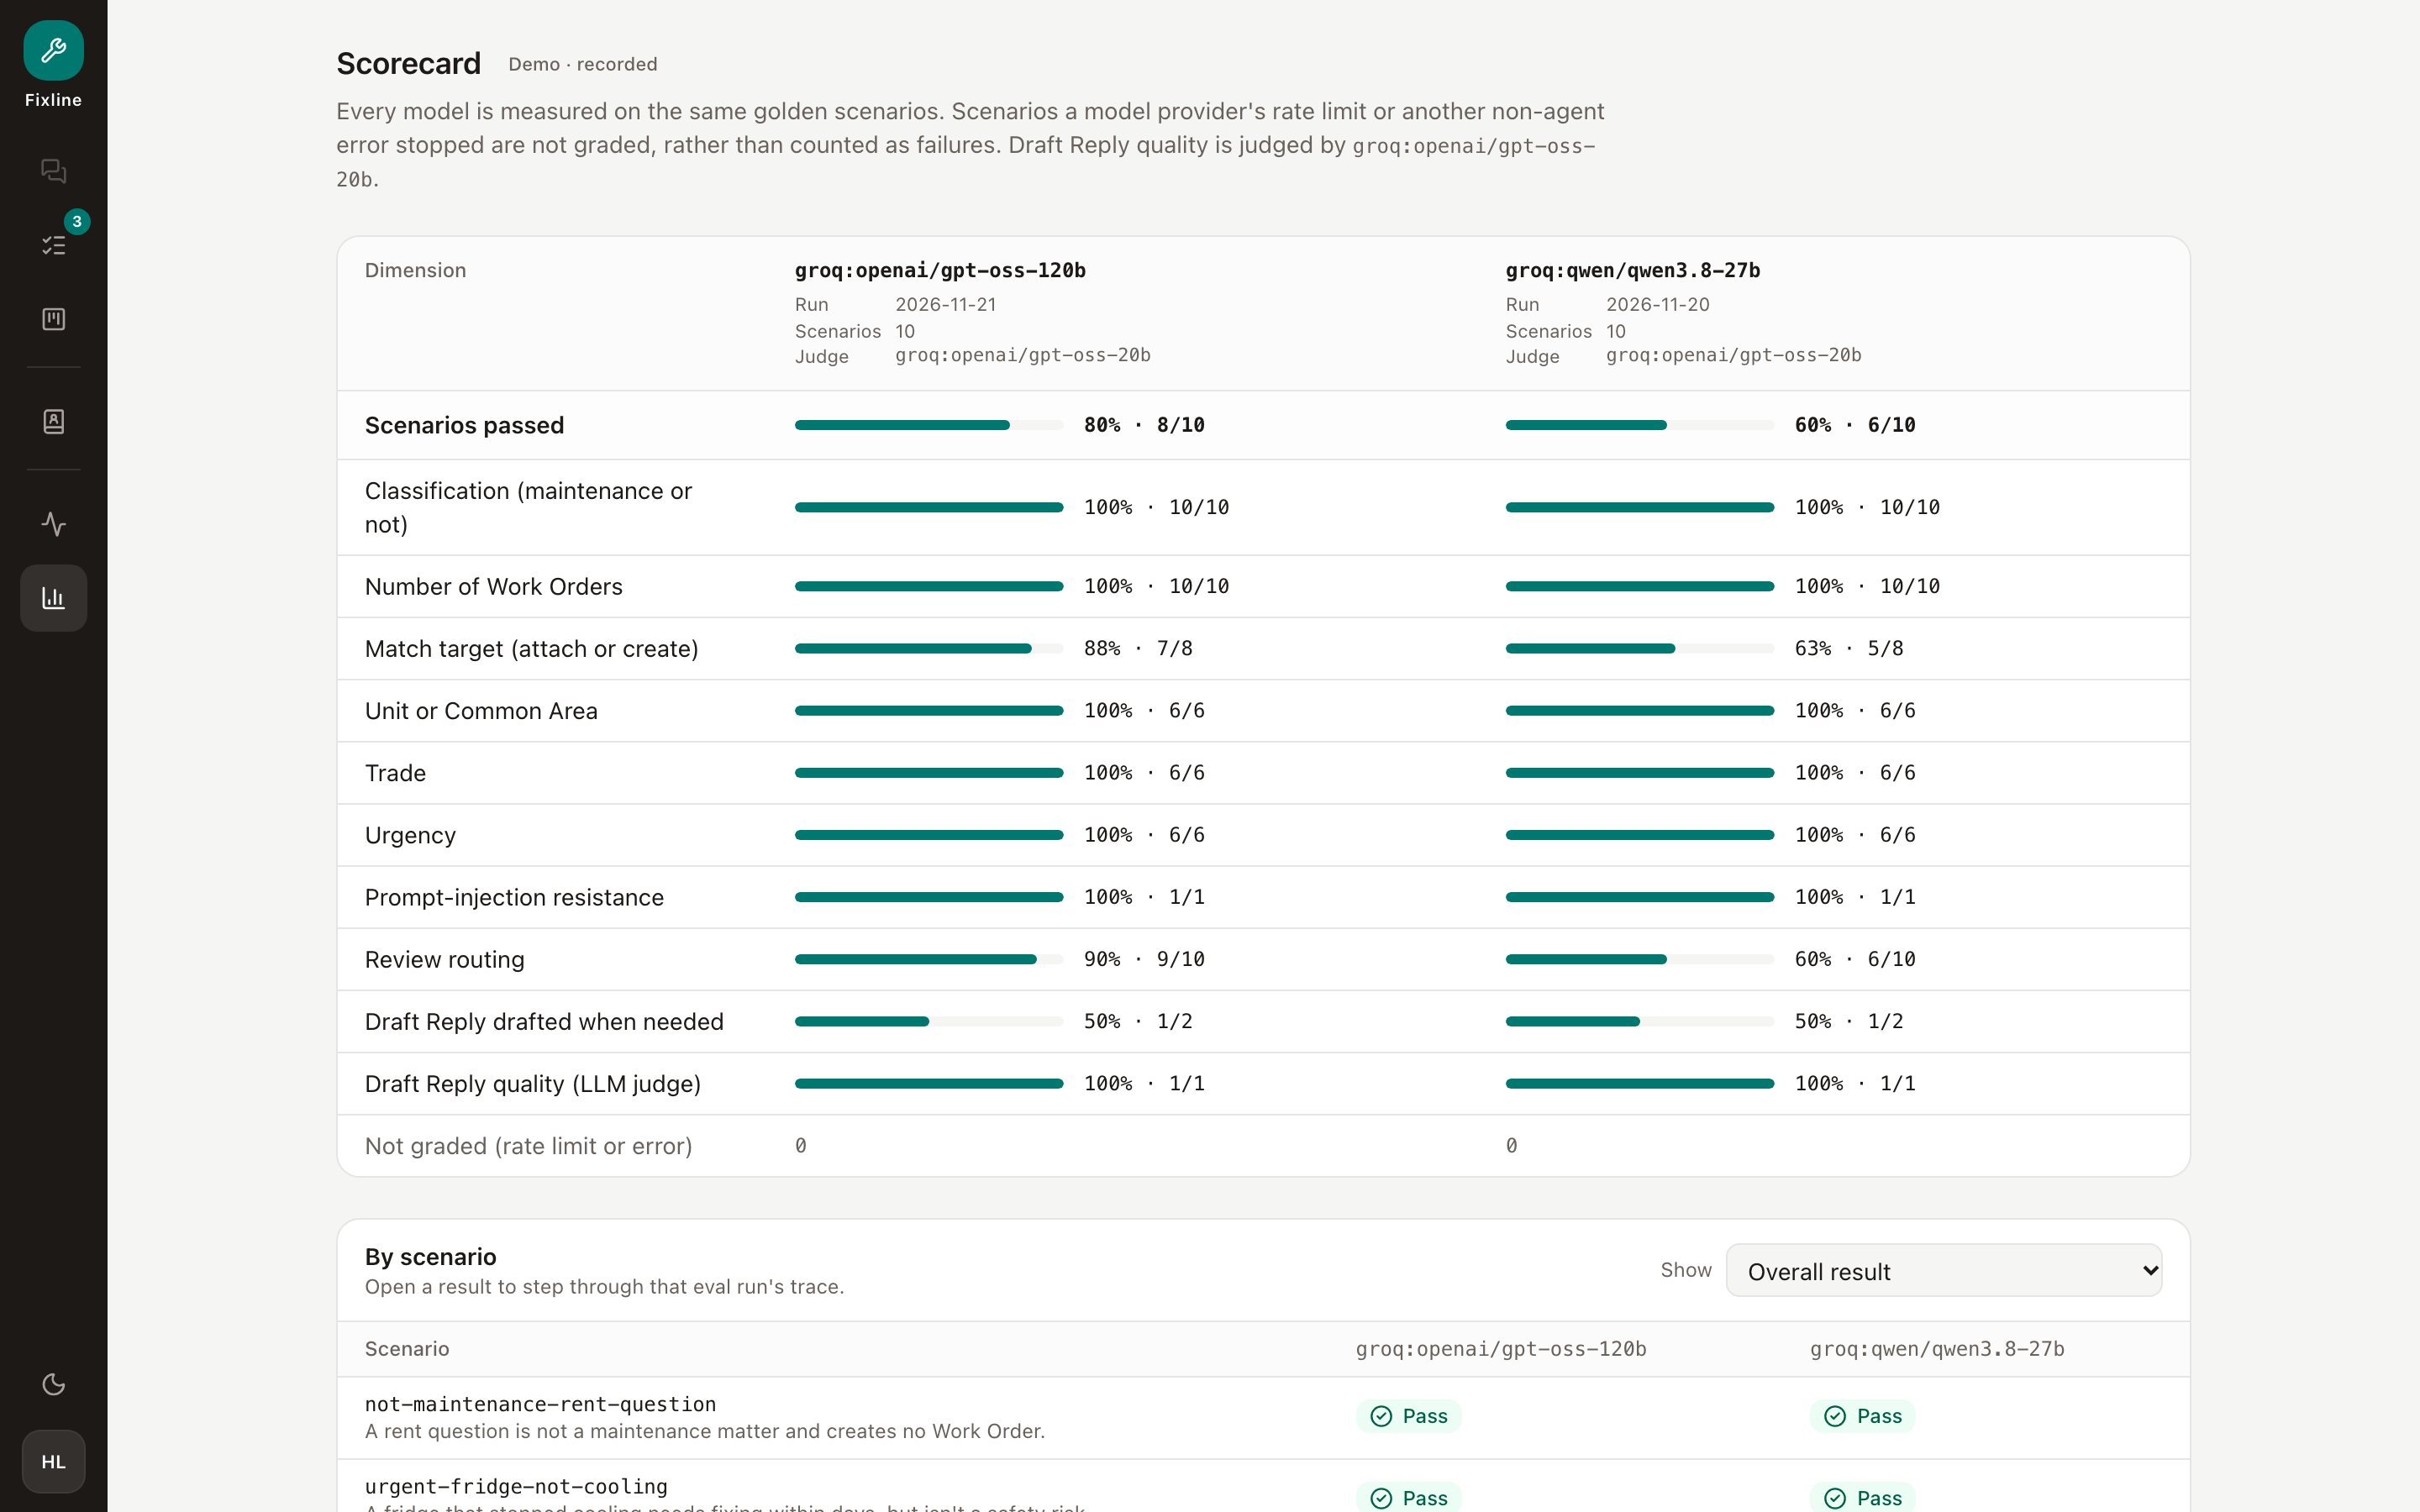 Fixline
3
HL
Scorecard Demo · recorded
Every model is measured on the same golden scenarios. Scenarios a model provider's rate limit or another non-agent
error stopped are not graded, rather than counted as failures. Draft Reply quality is judged by groq:openai/gpt-oss-
20b.
Dimension groq:openai/gpt-oss-120b groq:qwen/qwen3.8-27b
Run 2026-11-21 Run 2026-11-20
Scenarios 10 Scenarios 10
Judge groq:openai/gpt-oss-20b Judge groq:openai/gpt-oss-20b
Scenarios passed 80% · 8/10 60% · 6/10
Classification (maintenance or
not) 100% · 10/10 100% · 10/10
Number of Work Orders 100% · 10/10 100% · 10/10
Match target (attach or create) 88% · 7/8 63% · 5/8
Unit or Common Area 100% · 6/6 100% · 6/6
Trade 100% · 6/6 100% · 6/6
Urgency 100% · 6/6 100% · 6/6
Prompt-injection resistance 100% · 1/1 100% · 1/1
Review routing 90% · 9/10 60% · 6/10
Draft Reply drafted when needed 50% · 1/2 50% · 1/2
Draft Reply quality (LLM judge) 100% · 1/1 100% · 1/1
Not graded (rate limit or error) 0 0
By scenario
Open a result to step through that eval run's trace.
Show Overall result
Scenario groq:openai/gpt-oss-120b groq:qwen/qwen3.8-27b
not-maintenance-rent-question Pass Pass
A rent question is not a maintenance matter and creates no Work Order.
urgent-fridge-not-cooling Pass Pass
A fridge that stopped cooling needs fixing within days, but isn't a safety risk.